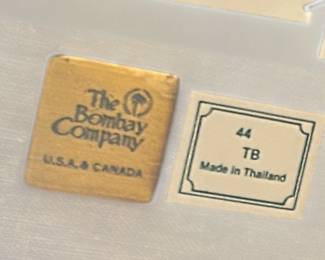 The
Bombay
Company
U.S.A. & CANADA
44
TB
Made in Thailand